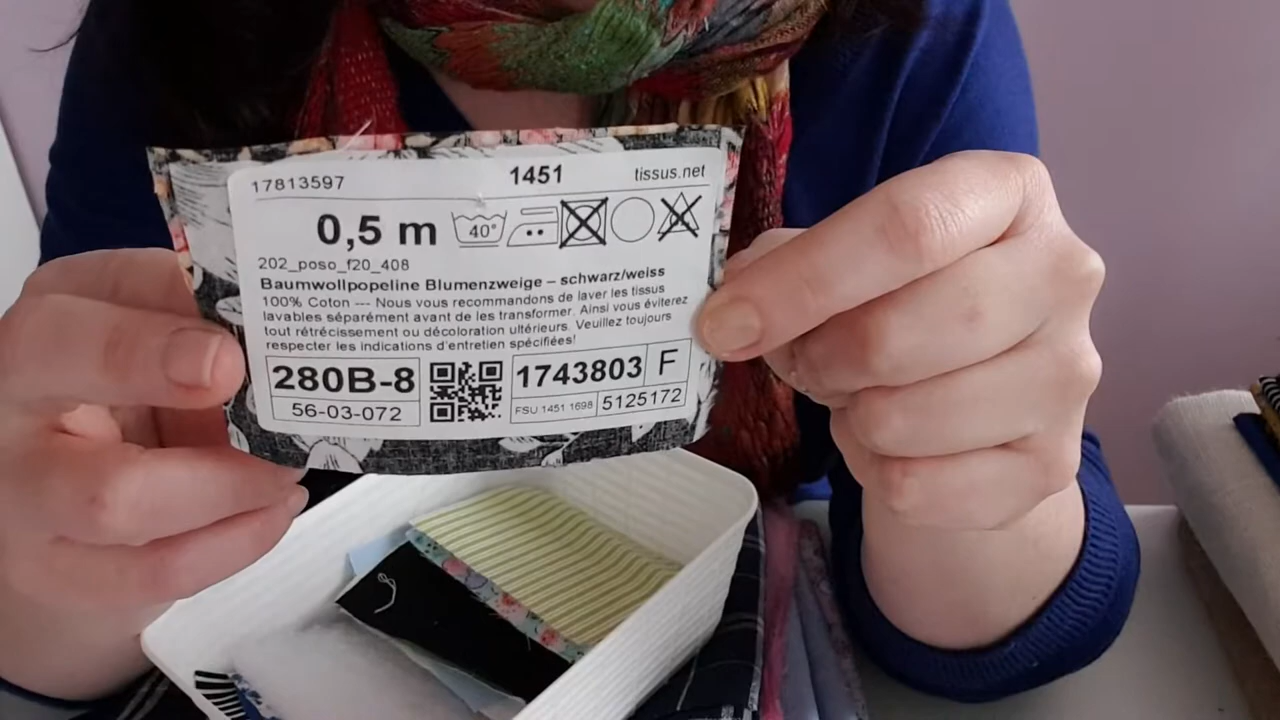 17813597 1451 tissus.net
0,5 m 40°
202_poso_f20_408
Baumwollpopeline Blumenzweige – schwarz/weiss
100% Coton --- Nous vous recommandons de laver les tissus
lavables séparément avant de les transformer. Ainsi vous éviterez
tout rétrécissement ou décoloration ultérieurs. Veuillez toujours
respecter les indications d'entretien spécifiées!
280B-8 1743803 F
56-03-072 FSU 1451 1698 5125172